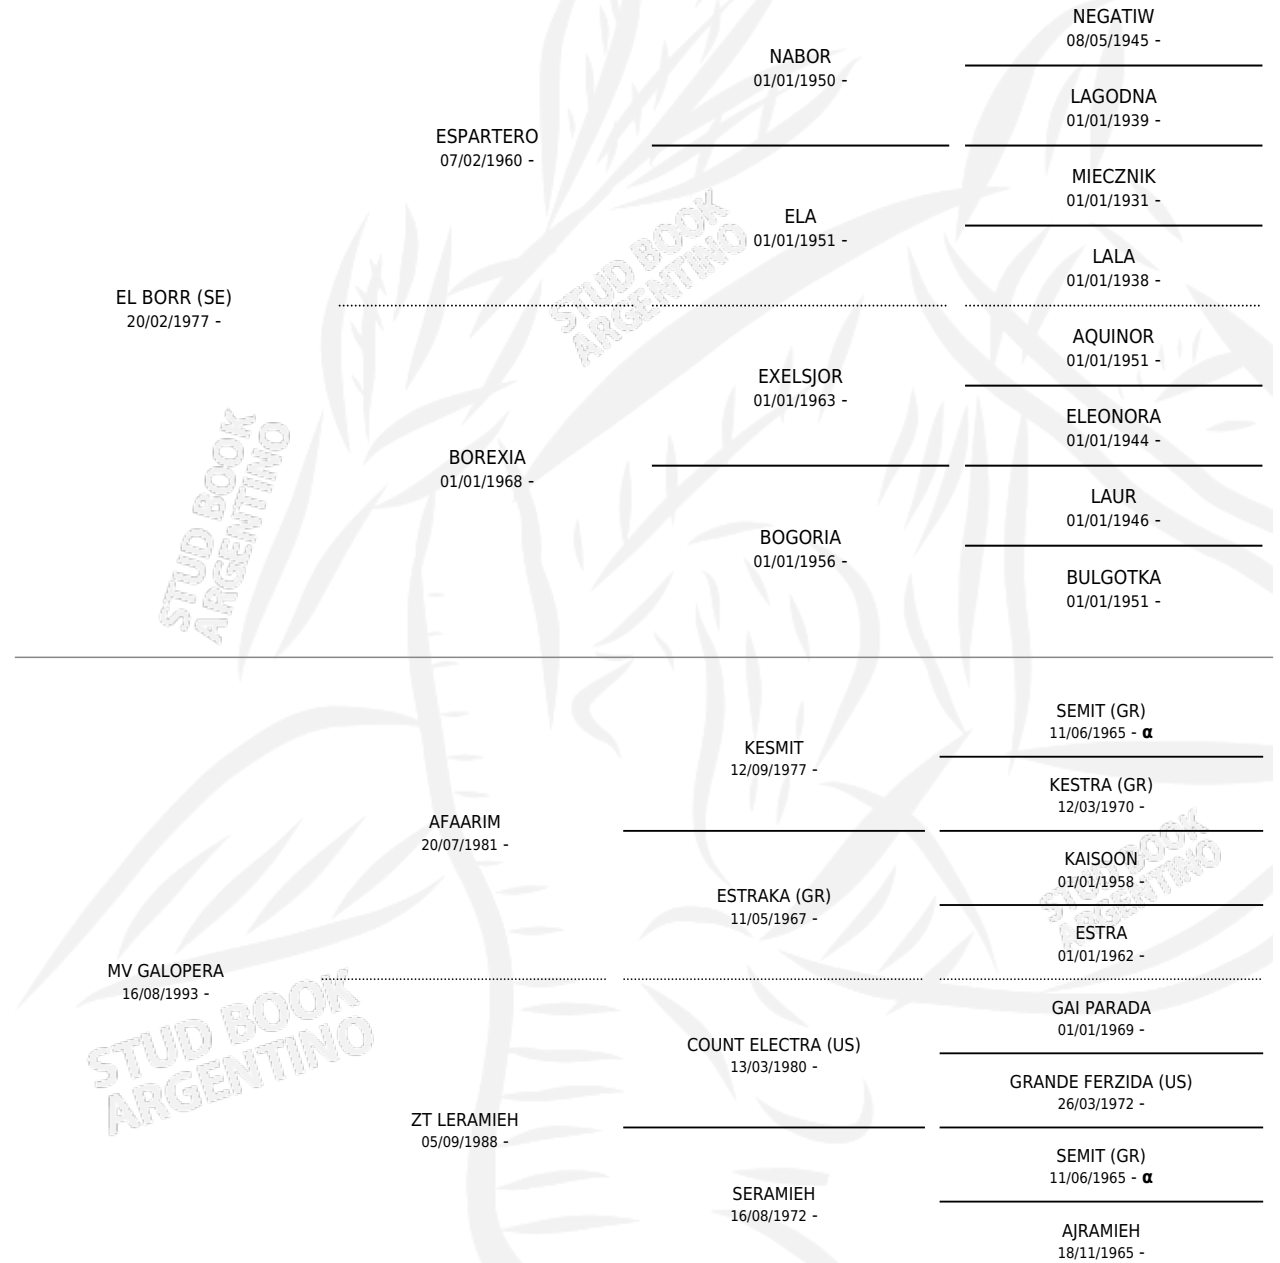 NEGATIW
08/05/1945 -
NABOR
01/01/1950 -
LAGODNA
01/01/1939 -
ESPARTERO
07/02/1960 -
MIECZNIK
01/01/1931 -
ELA
01/01/1951 -
LALA
01/01/1938 -
EL BORR (SE)
20/02/1977 -
AQUINOR
01/01/1951 -
EXELSJOR
01/01/1963 -
ELEONORA
01/01/1944 -
BOREXIA
01/01/1968 -
LAUR
01/01/1946 -
BOGORIA
01/01/1956 -
BULGOTKA
01/01/1951 -
SEMIT (GR)
11/06/1965 - α
KESMIT
12/09/1977 -
KESTRA (GR)
12/03/1970 -
AFAARIM
20/07/1981 -
KAISOON
01/01/1958 -
ESTRAKA (GR)
11/05/1967 -
ESTRA
01/01/1962 -
MV GALOPERA
16/08/1993 -
GAI PARADA
01/01/1969 -
COUNT ELECTRA (US)
13/03/1980 -
GRANDE FERZIDA (US)
26/03/1972 -
ZT LERAMIEH
05/09/1988 -
SEMIT (GR)
11/06/1965 - α
SERAMIEH
16/08/1972 -
AJRAMIEH
18/11/1965 -
STUD BOOK
ARGENTINO
STUD BOOK
ARGENTINO
STUD BOOK
ARGENTINO
STUD BOOK
ARGENTINO